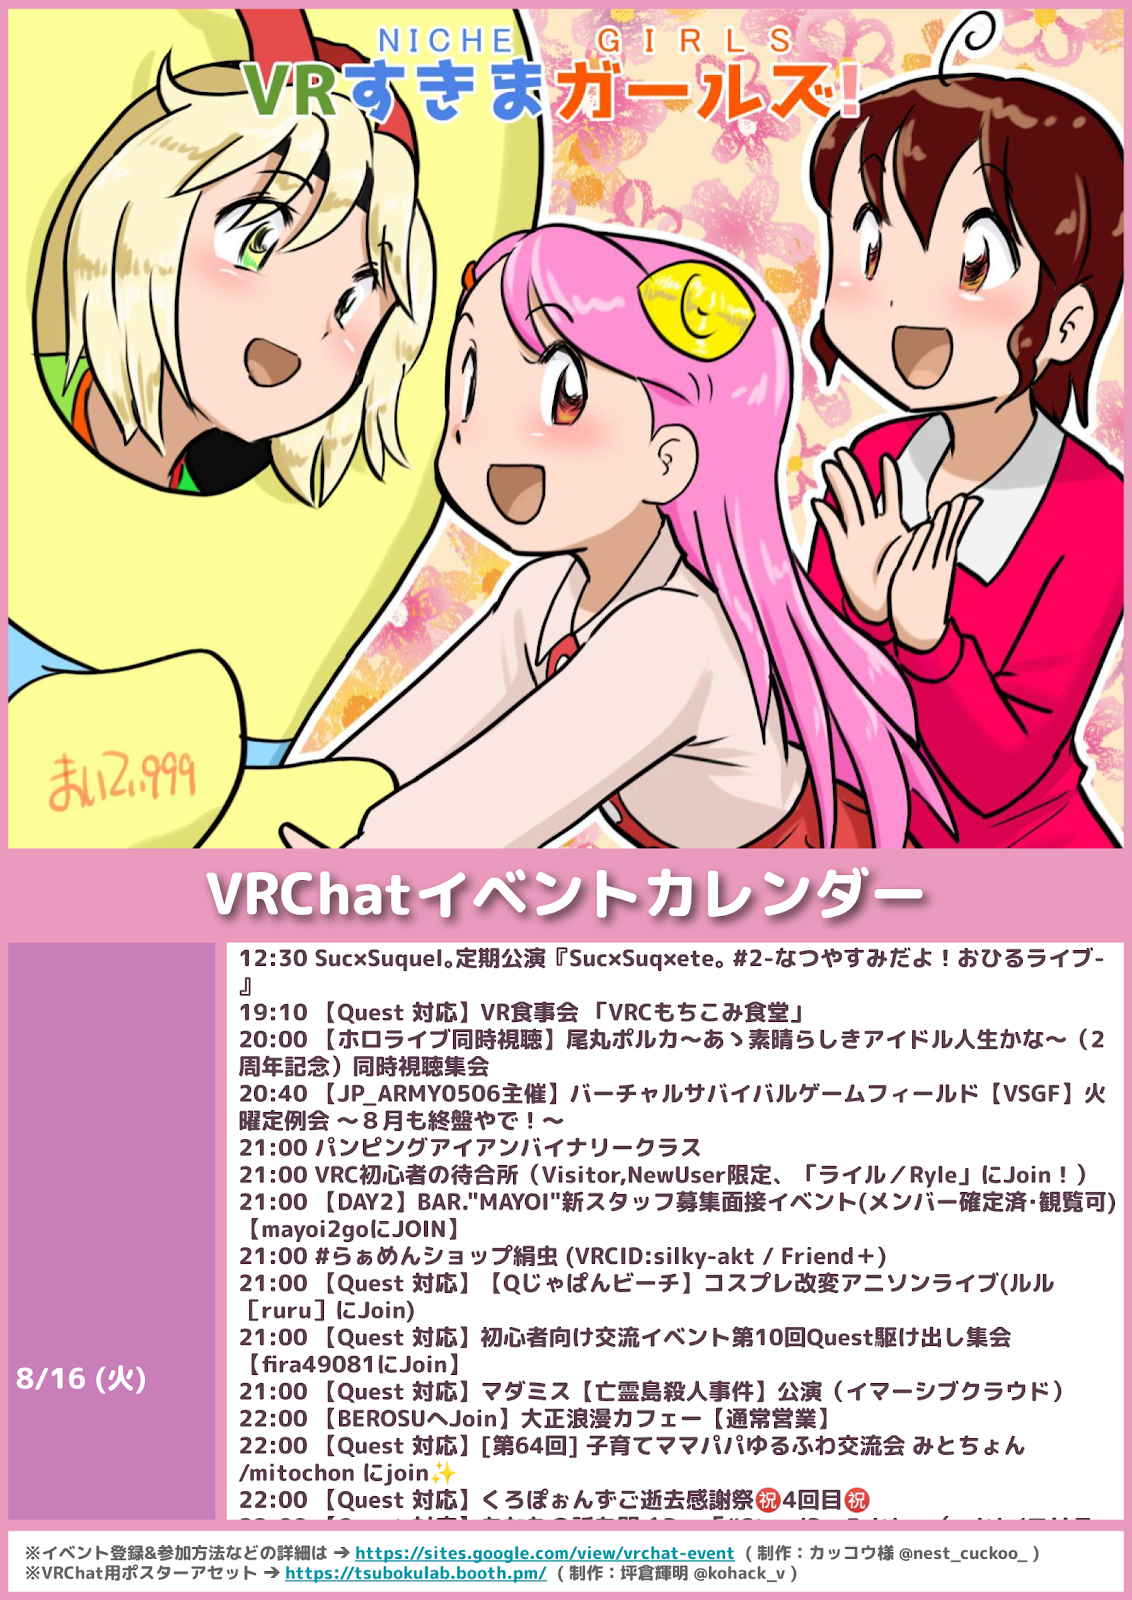 NICHE GIRLS
VRすきまガールズ!
まいてい999
VRChatイベントカレンダー
8/16 (火)
12:30 Suc×Suquel｡定期公演『Suc×Suq×ete｡ #2-なつやすみだよ！おひるライブ-
』
19:10 【Quest 対応】VR食事会 「VRCもちこみ食堂」
20:00 【ホロライブ同時視聴】尾丸ポルカ～あゝ素晴らしきアイドル人生かな～（2
周年記念）同時視聴集会
20:40 【JP_ARMY0506主催】バーチャルサバイバルゲームフィールド【VSGF】火
曜定例会 ～８月も終盤やで！～
21:00 パンピングアイアンバイナリークラス
21:00 VRC初心者の待合所（Visitor,NewUser限定、「ライル／Ryle」にJoin！）
21:00 【DAY2】BAR."MAYOI"新スタッフ募集面接イベント(メンバー確定済･観覧可)
【mayoi2goにJOIN】
21:00 #らぁめんショップ絹虫 (VRCID:silky-akt / Friend＋)
21:00 【Quest 対応】【Qじゃぱんビーチ】コスプレ改変アニソンライブ(ルル
［ruru］にJoin)
21:00 【Quest 対応】初心者向け交流イベント第10回Quest駆け出し集会
【fira49081にJoin】
21:00 【Quest 対応】マダミス【亡霊島殺人事件】公演（イマーシブクラウド）
22:00 【BEROSUへJoin】大正浪漫カフェー【通常営業】
22:00 【Quest 対応】[第64回] 子育てママパパゆるふわ交流会 みとちょん
/mitochon にjoin✨
22:00 【Quest 対応】くろぽぉんずご逝去感謝祭㊗4回目㊗
※イベント登録&参加方法などの詳細は → https://sites.google.com/view/vrchat-event ( 制作：カッコウ様 @nest_cuckoo_ )
※VRChat用ポスターアセット → https://tsubokulab.booth.pm/ ( 制作：坪倉輝明 @kohack_v )